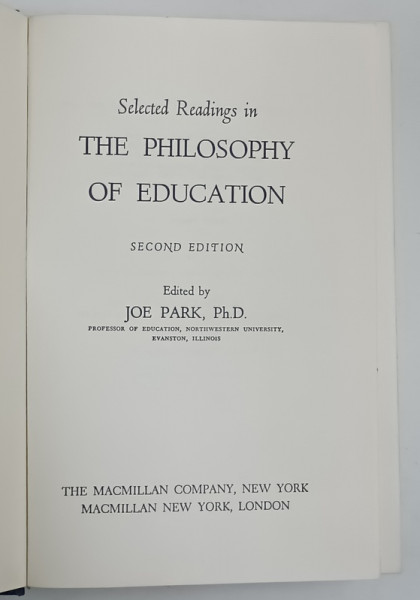 Selected Readings in
THE PHILOSOPHY
OF EDUCATION
SECOND EDITION
Edited by
JOE PARK, Ph.D.
PROFESSOR OF EDUCATION, NORTHWESTERN UNIVERSITY,
EVANSTON, ILLINOIS
THE MACMILLAN COMPANY, NEW YORK
MACMILLAN NEW YORK, LONDON